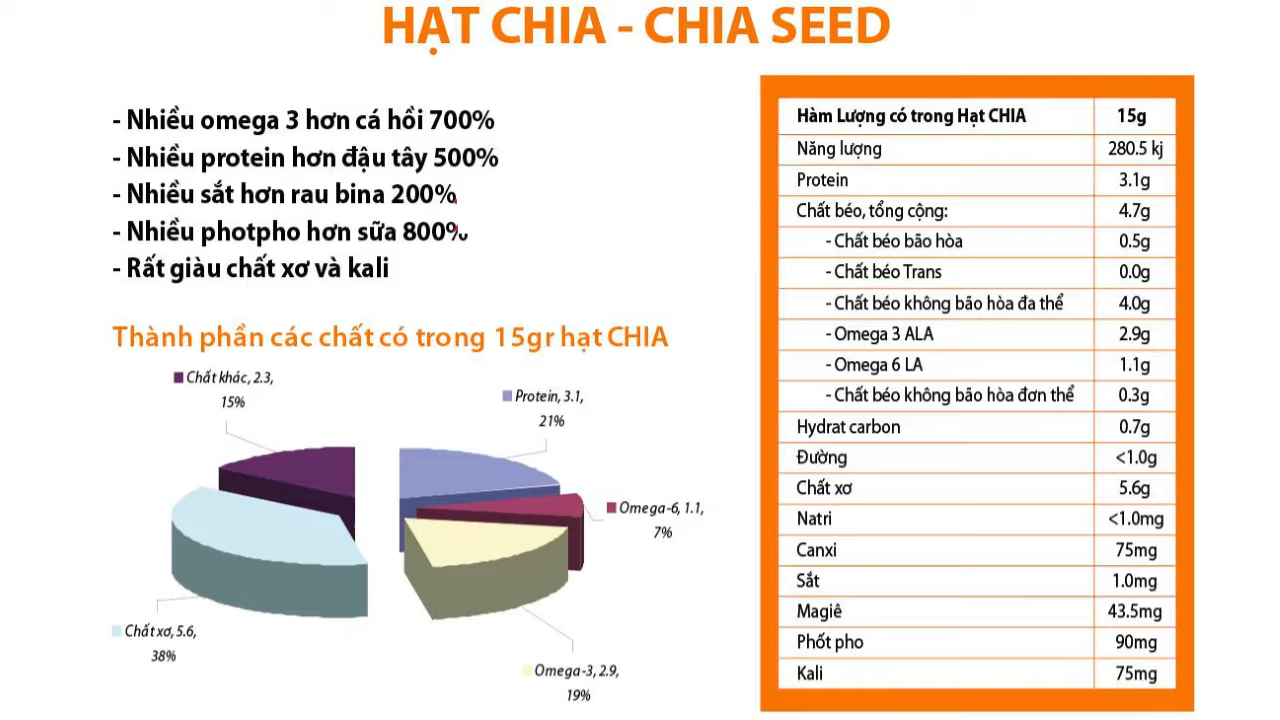 HẠT CHIA - CHIA SEED
- Nhiều omega 3 hơn cá hồi 700%
- Nhiều protein hơn đậu tây 500%
- Nhiều sắt hơn rau bina 200%
- Nhiều photpho hơn sữa 800%
- Rất giàu chất xơ và kali
Thành phần các chất có trong 15gr hạt CHIA
Chất khác, 2.3,
15%
Protein, 3.1,
21%
Omega-6, 1.1,
7%
Chất xơ, 5.6,
38%
Omega-3, 2.9,
19%
Hàm Lượng có trong Hạt CHIA 15g
Năng lượng 280.5 kj
Protein 3.1g
Chất béo, tổng cộng: 4.7g
- Chất béo bão hòa 0.5g
- Chất béo Trans 0.0g
- Chất béo không bão hòa đa thể 4.0g
- Omega 3 ALA 2.9g
- Omega 6 LA 1.1g
- Chất béo không bão hòa đơn thể 0.3g
Hydrat carbon 0.7g
Đường <1.0g
Chất xơ 5.6g
Natri <1.0mg
Canxi 75mg
Sắt 1.0mg
Magiê 43.5mg
Phốt pho 90mg
Kali 75mg